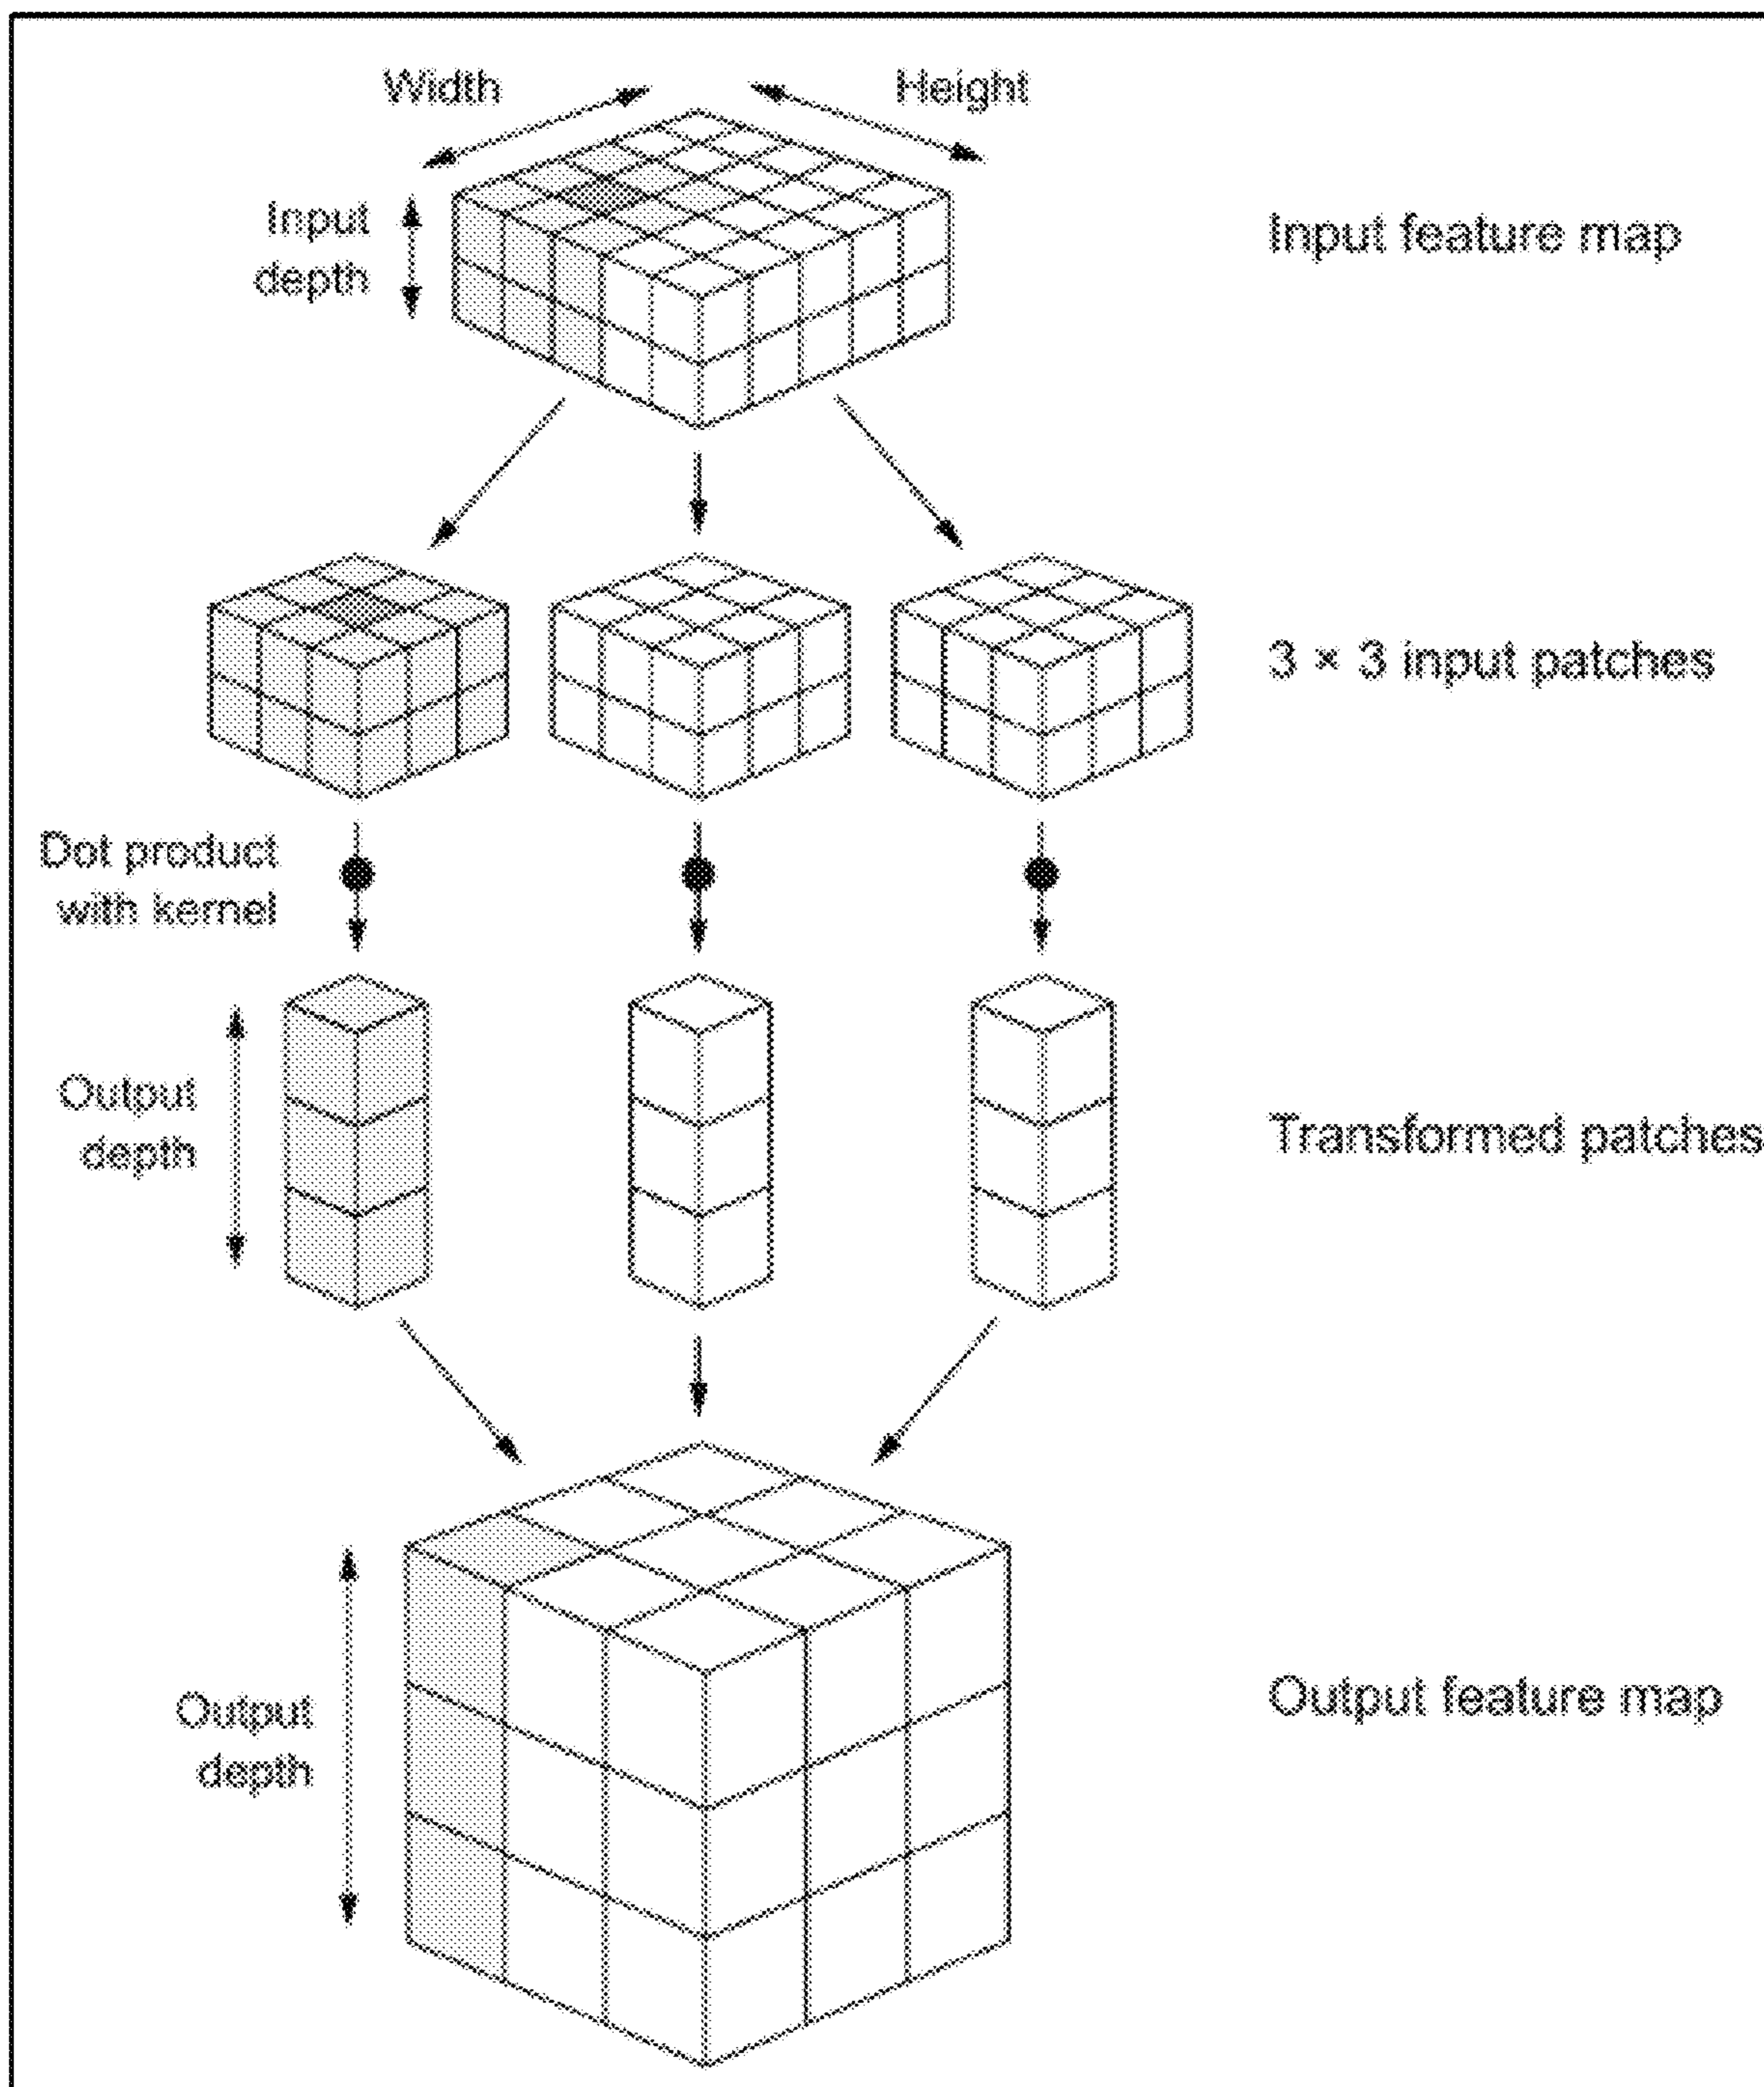 Width
Height
Input
depth
Input feature map
3 × 3 input patches
Dot product
with kernel
Output
depth
Transformed patches
Output
depth
Output feature map